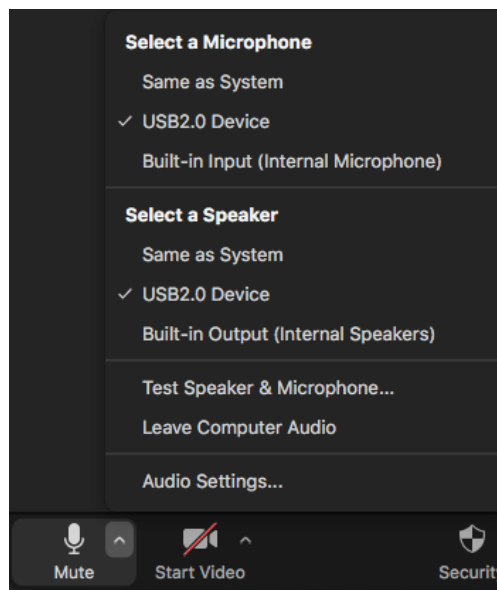 Select a Microphone
Same as System
✓ USB2.0 Device
Built-in Input (Internal Microphone)
Select a Speaker
Same as System
✓ USB2.0 Device
Built-in Output (Internal Speakers)
Test Speaker & Microphone...
Leave Computer Audio
Audio Settings...
Mute
Start Video
Securit